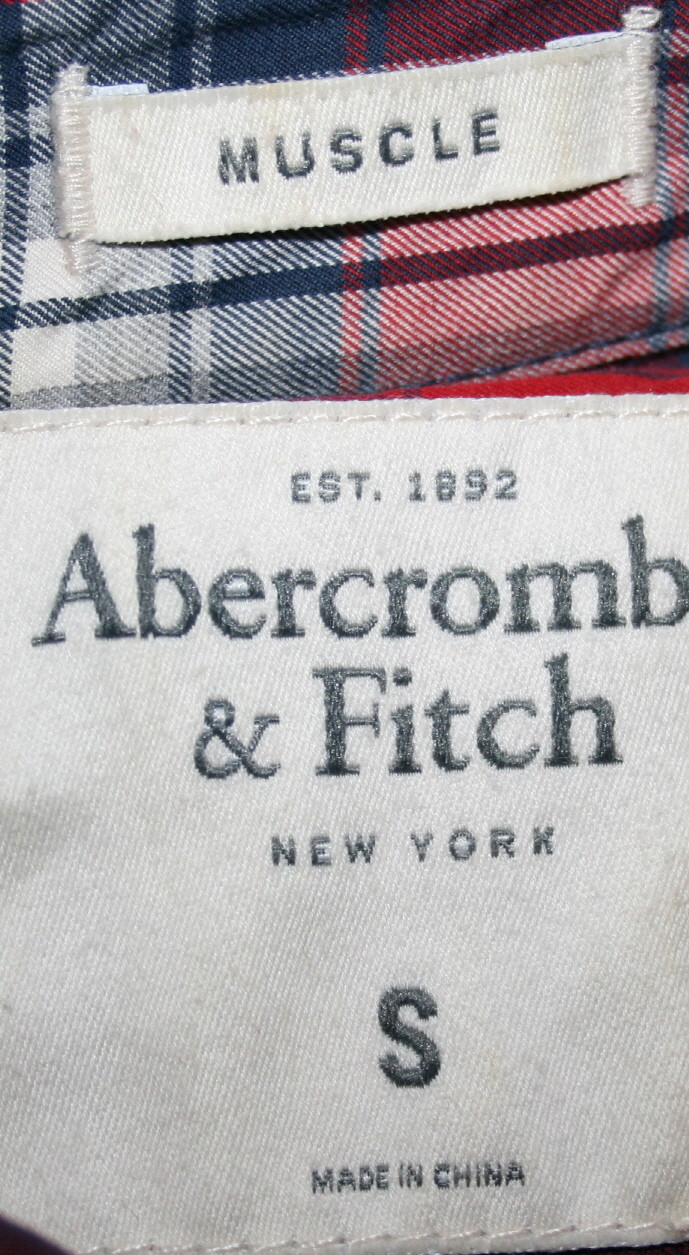 MUSCLE
EST. 1892
Abercromb
& Fitch
NEW YORK
S
MADE IN CHINA